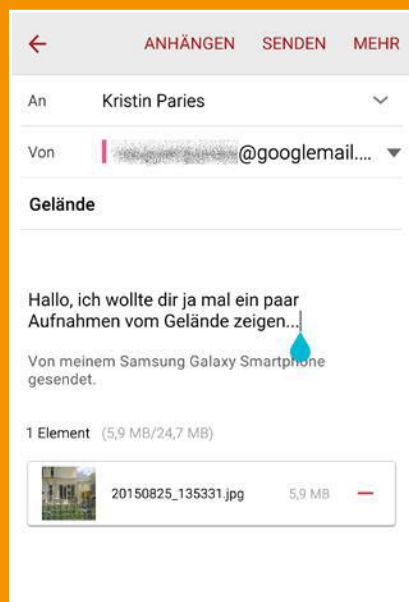 ANHÄNGEN SENDEN MEHR
An Kristin Paries
Von @googlemail....
Gelände
Hallo, ich wollte dir ja mal ein paar
Aufnahmen vom Gelände zeigen...
Von meinem Samsung Galaxy Smartphone
gesendet.
1 Element (5,9 MB/24,7 MB)
20150825_135331.jpg 5,9 MB